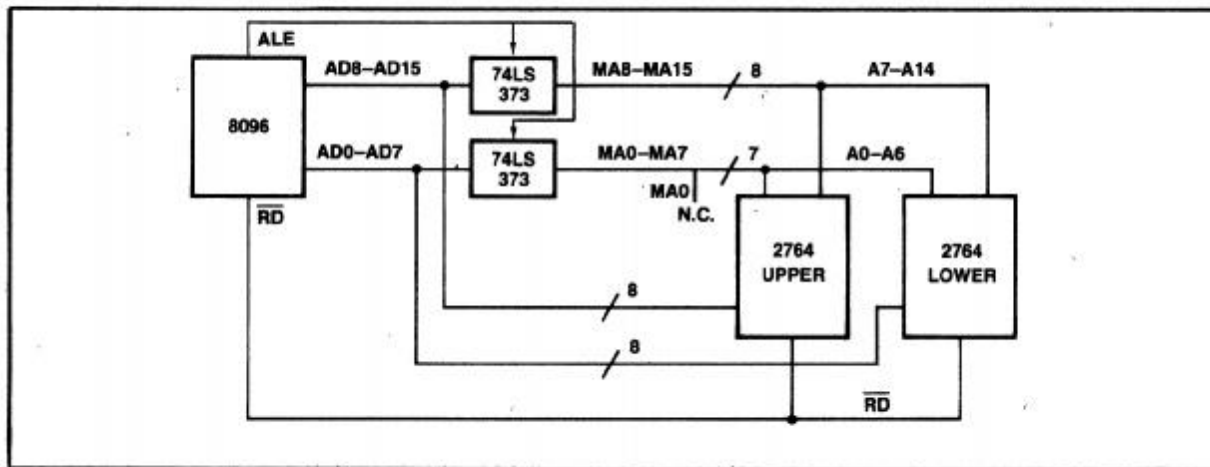 ALE
AD8–AD15
74LS
373
MA8–MA15
8
A7–A14
8096
AD0–AD7
74LS
373
MA0–MA7
7
A0–A6
MA0
N.C.
RD
2764
UPPER
2764
LOWER
8
8
RD